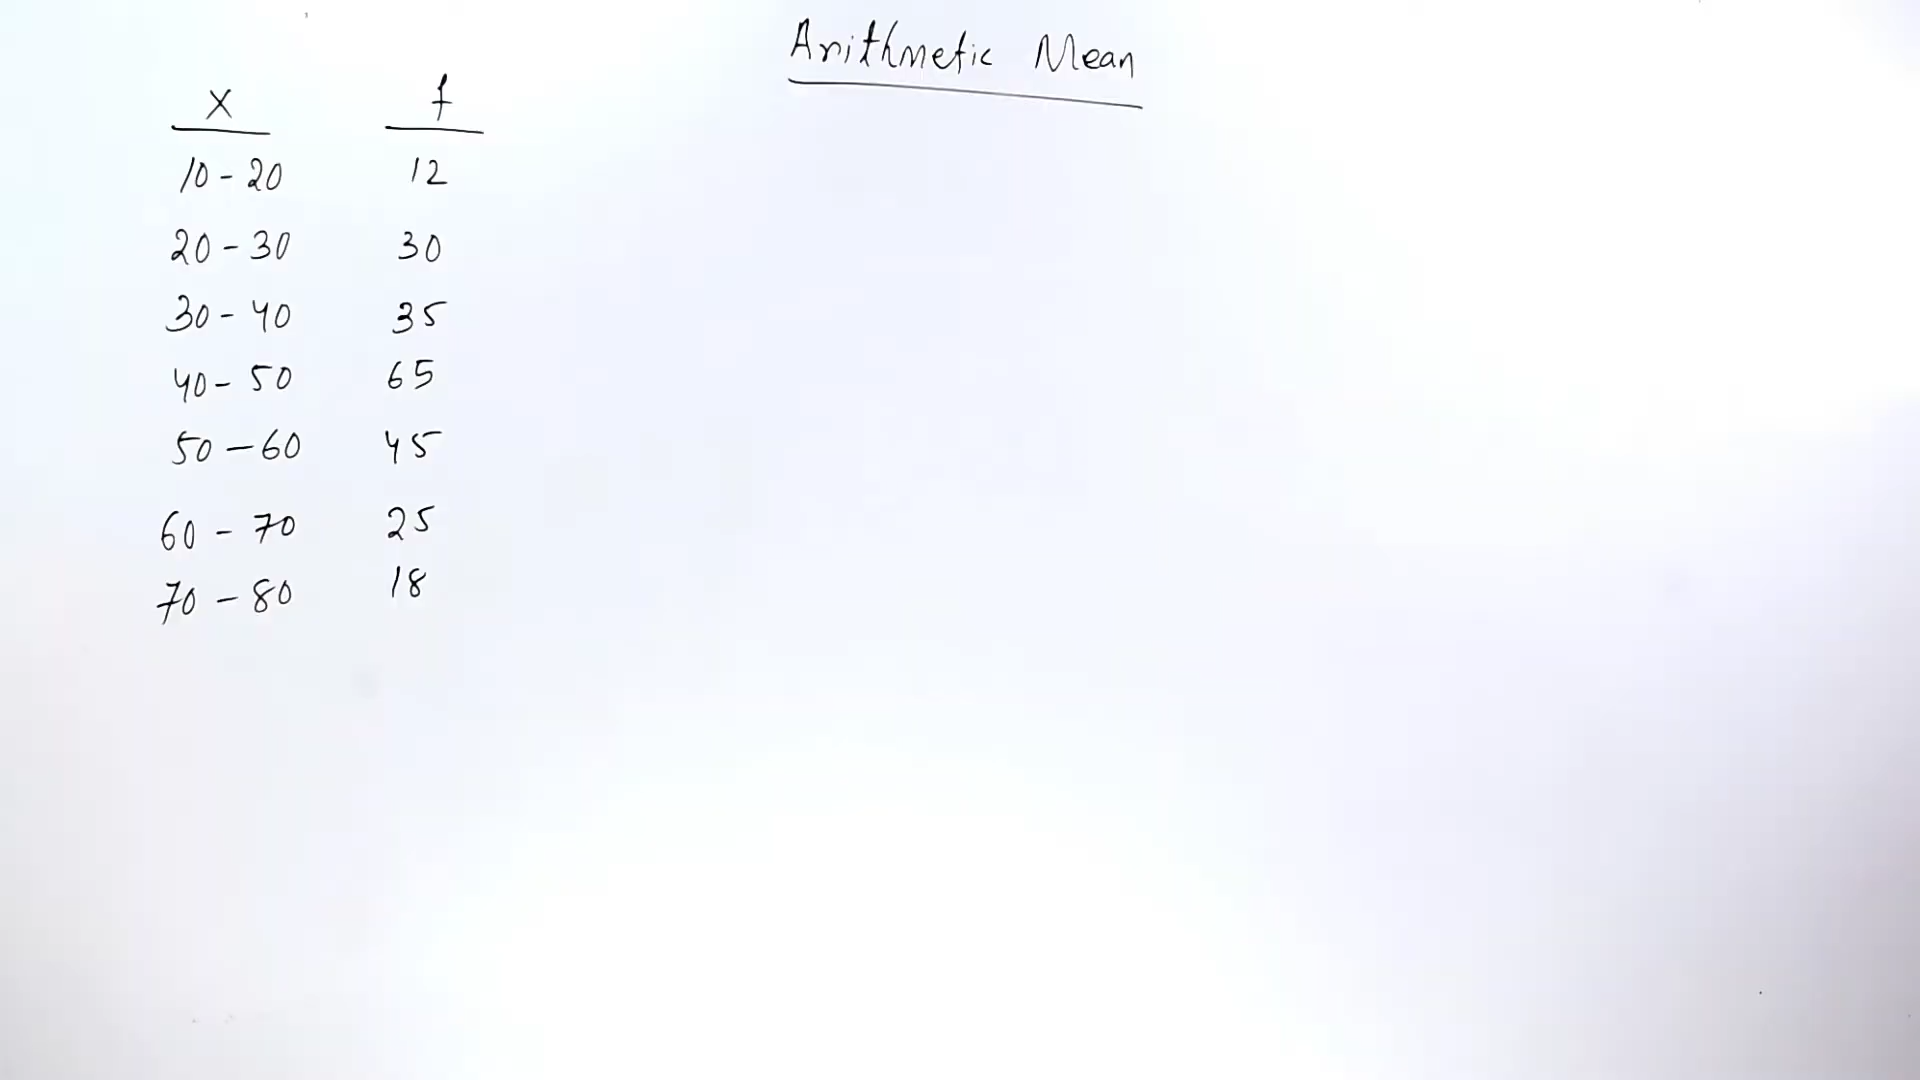 Arithmetic Mean
X f
10 - 20 12
20 - 30 30
30 - 40 35
40 - 50 65
50 - 60 45
60 - 70 25
70 - 80 18